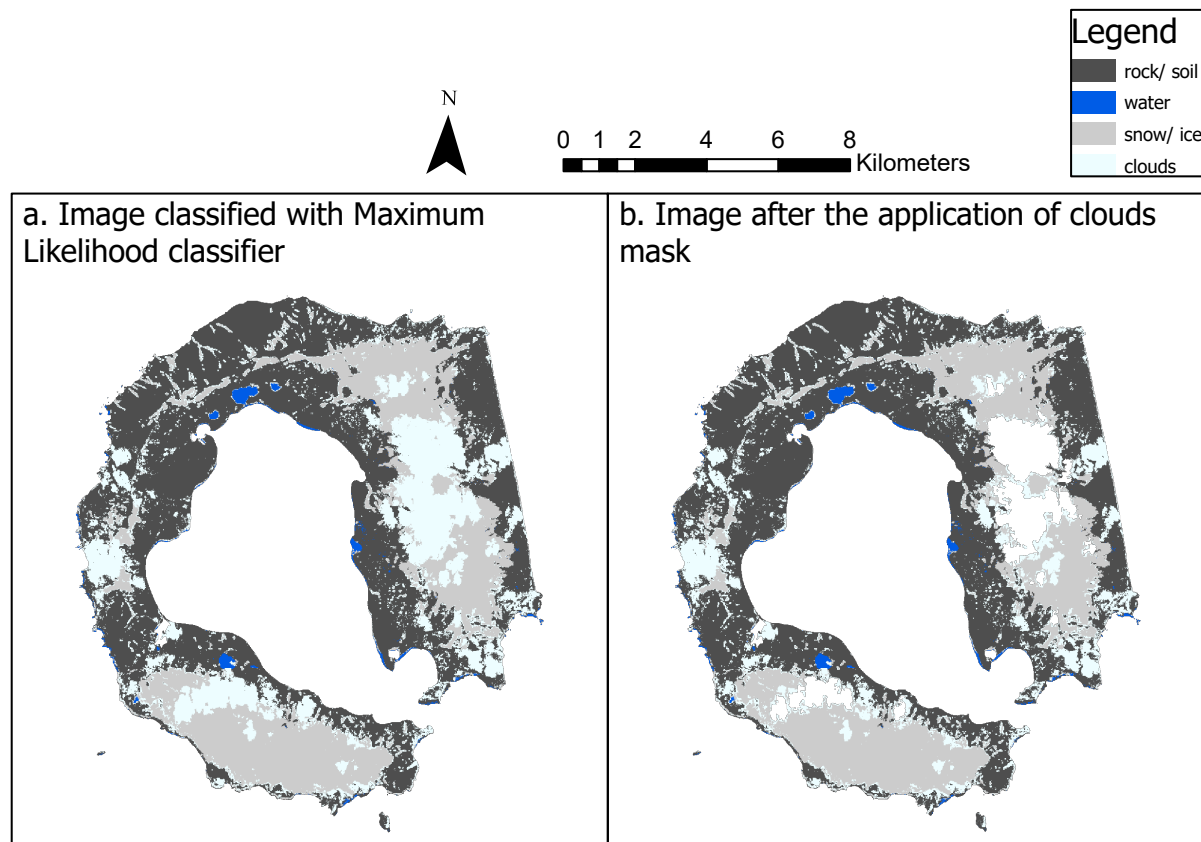 Legend
rock/ soil
water
snow/ ice
clouds
N
0 1 2 4 6 8
Kilometers
a. Image classified with Maximum
Likelihood classifier
b. Image after the application of clouds
mask